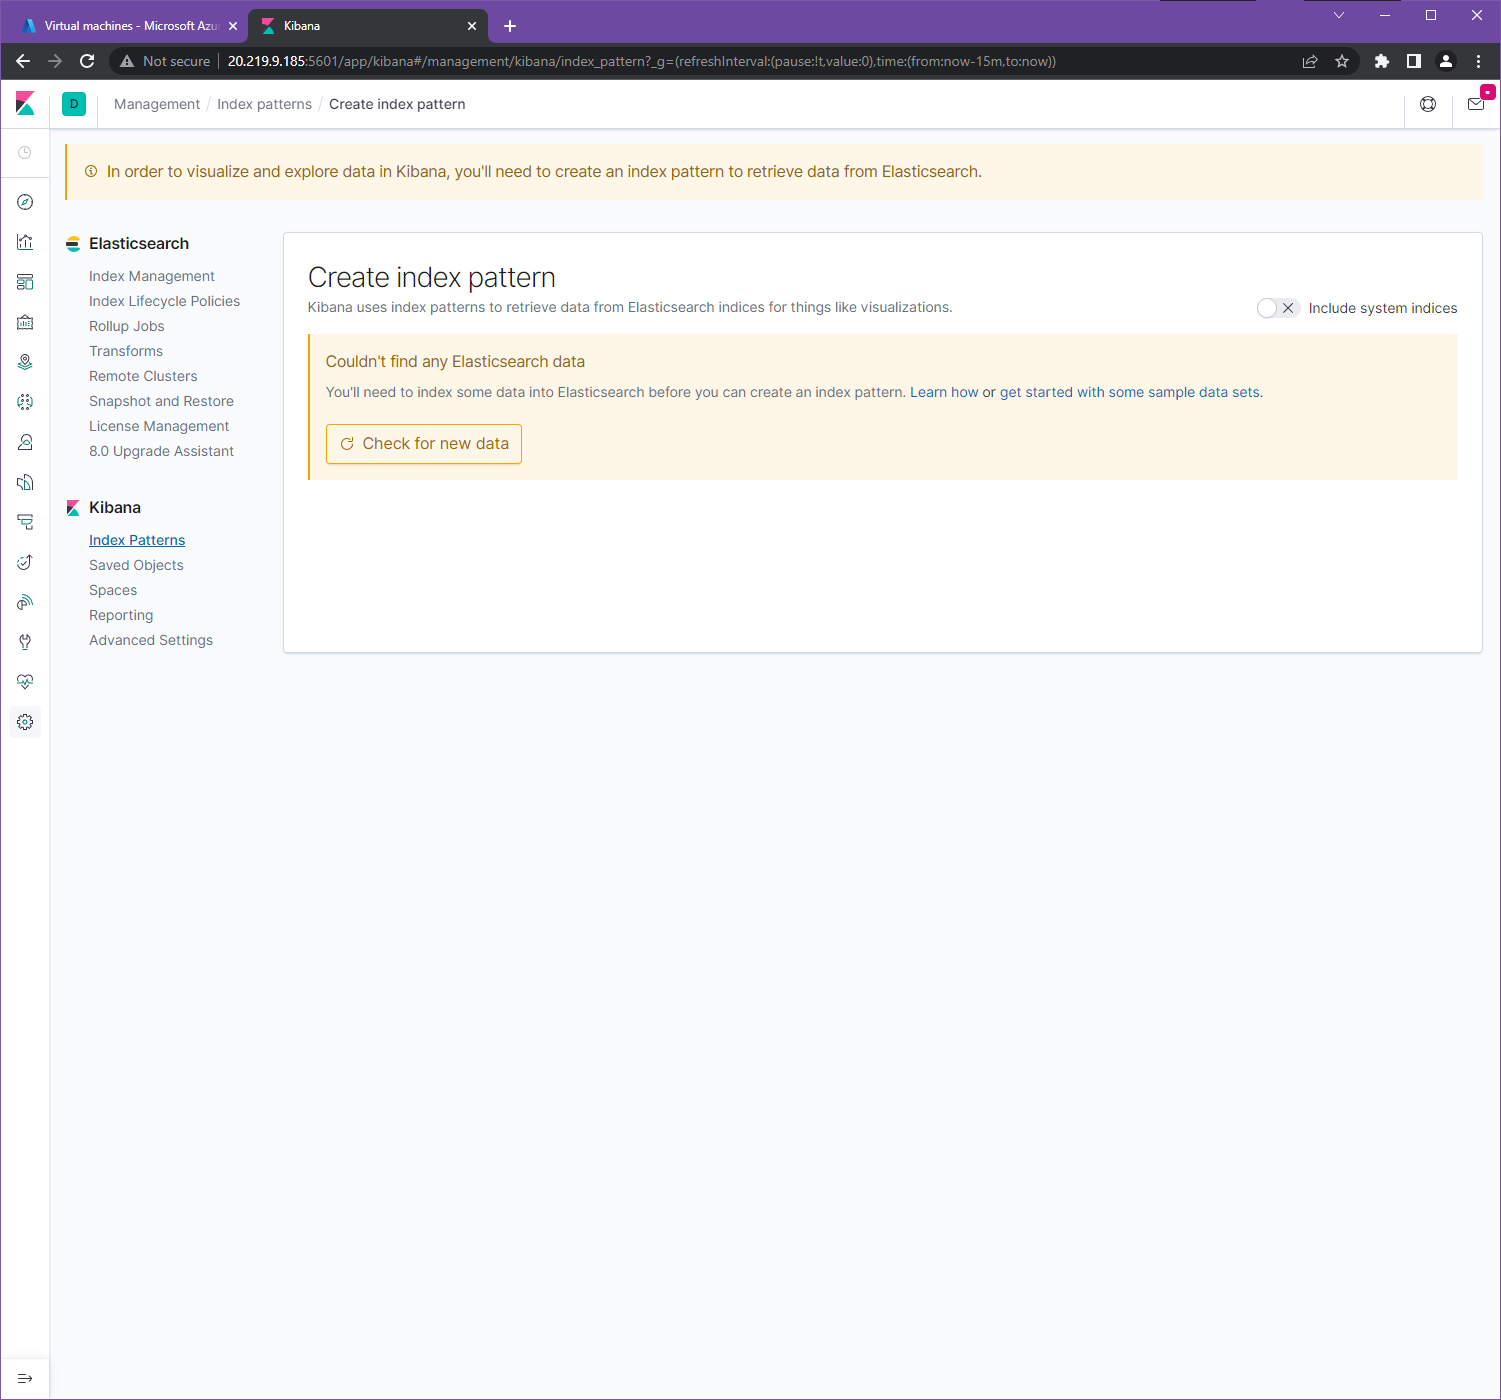 Virtual machines - Microsoft Azu
Kibana
Not secure
20.219.9.185:5601/app/kibana#/management/kibana/index_pattern?_g=(refreshInterval:(pause:!t,value:0),time:(from:now-15m,to:now))
D
Management / Index patterns / Create index pattern
In order to visualize and explore data in Kibana, you'll need to create an index pattern to retrieve data from Elasticsearch.
Elasticsearch
Index Management
Index Lifecycle Policies
Rollup Jobs
Transforms
Remote Clusters
Snapshot and Restore
License Management
8.0 Upgrade Assistant
Kibana
Index Patterns
Saved Objects
Spaces
Reporting
Advanced Settings
Create index pattern
Kibana uses index patterns to retrieve data from Elasticsearch indices for things like visualizations.
Include system indices
Couldn't find any Elasticsearch data
You'll need to index some data into Elasticsearch before you can create an index pattern. Learn how or get started with some sample data sets.
Check for new data